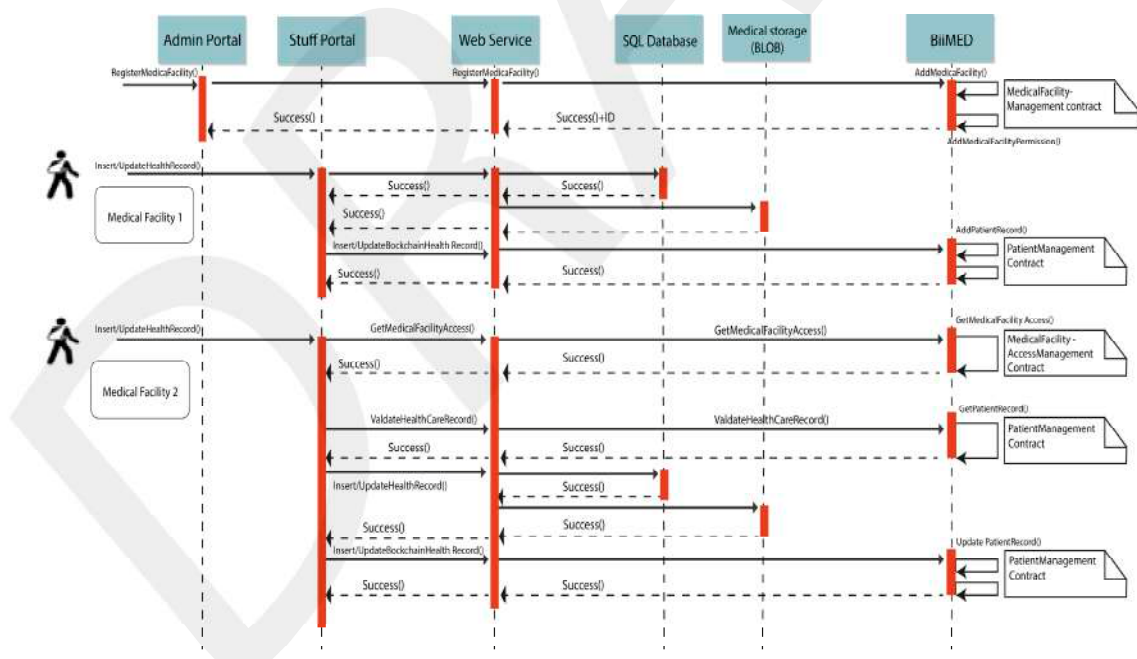 Admin Portal
Stuff Portal
Web Service
SQL Database
Medical storage
(BLOB)
BiiMED
RegisterMedicaFacility()
RegisterMedicaFacility()
AddMedicaFacility()
MedicalFacility-
Management contract
Success()
Success()+ID
AddMedicalFacilityPermission()
Insert/UpdateHealthRecord()
Success()
Success()
Medical Facility 1
Success()
Success()
AddPatientRecord()
Insert/UpdateBockchainHealth Record()
PatientManagement
Contract
Success()
Success()
Insert/UpdateHealthRecord()
GetMedicalFacilityAccess()
GetMedicalFacilityAccess()
GetMedicalFacility Access()
MedicalFacility -
AccessManagement
Contract
Success()
Success()
Medical Facility 2
GetPatientRecord()
ValdateHealthCareRecord()
ValdateHealthCareRecord()
PatientManagement
Contract
Success()
Success()
Insert/UpdateHealthRecord()
Success()
Success()
Success()
Insert/UpdateBockchainHealth Record()
Update PatientRecord()
PatientManagement
Contract
Success()
Success()
DRA